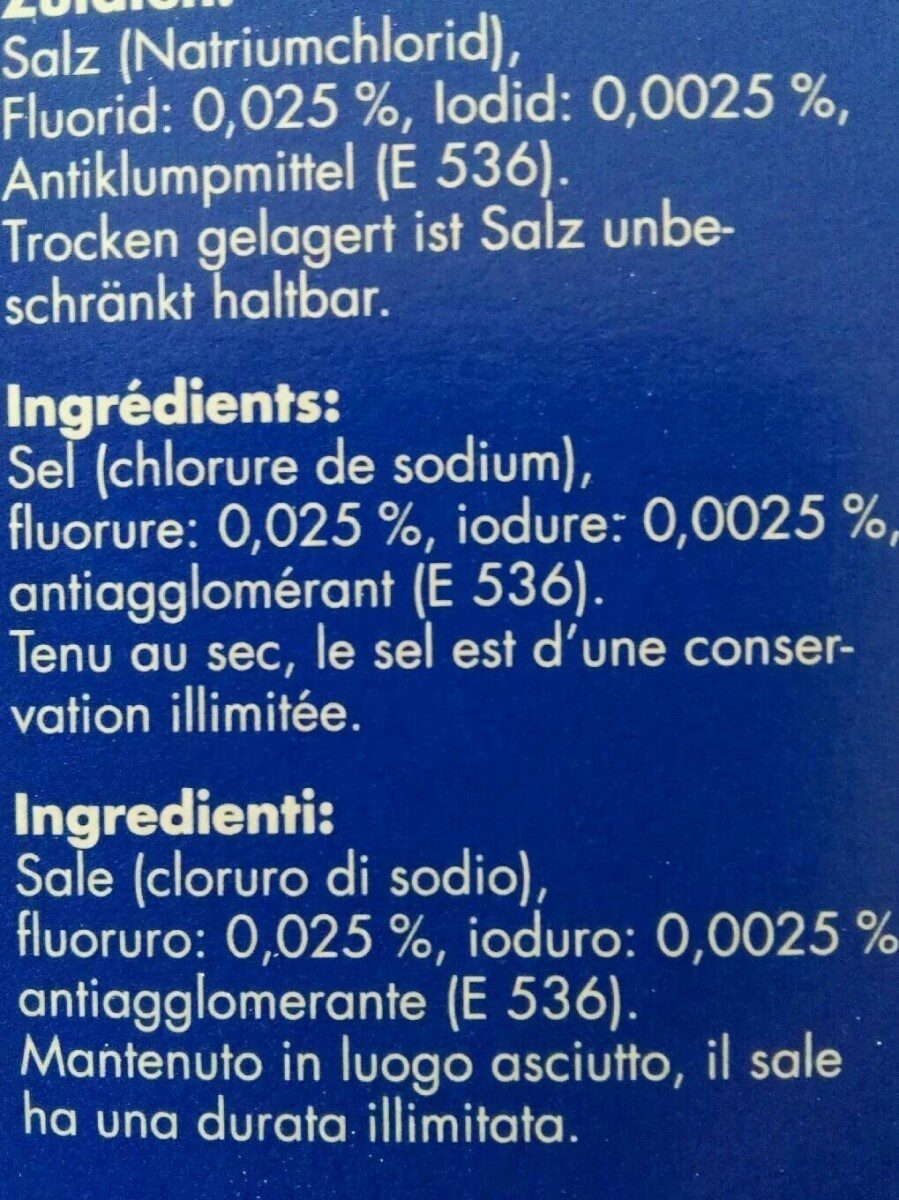 Zutaten:
Salz (Natriumchlorid),
Fluorid: 0,025 %, Iodid: 0,0025 %,
Antiklumpmittel (E 536).
Trocken gelagert ist Salz unbe-
schränkt haltbar.
Ingrédients:
Sel (chlorure de sodium),
fluorure: 0,025 %, iodure: 0,0025 %,
antiagglomérant (E 536).
Tenu au sec, le sel est d'une conser-
vation illimitée.
Ingredienti:
Sale (cloruro di sodio),
fluoruro: 0,025 %, ioduro: 0,0025 %
antiagglomerante (E 536).
Mantenuto in luogo asciutto, il sale
ha una durata illimitata.